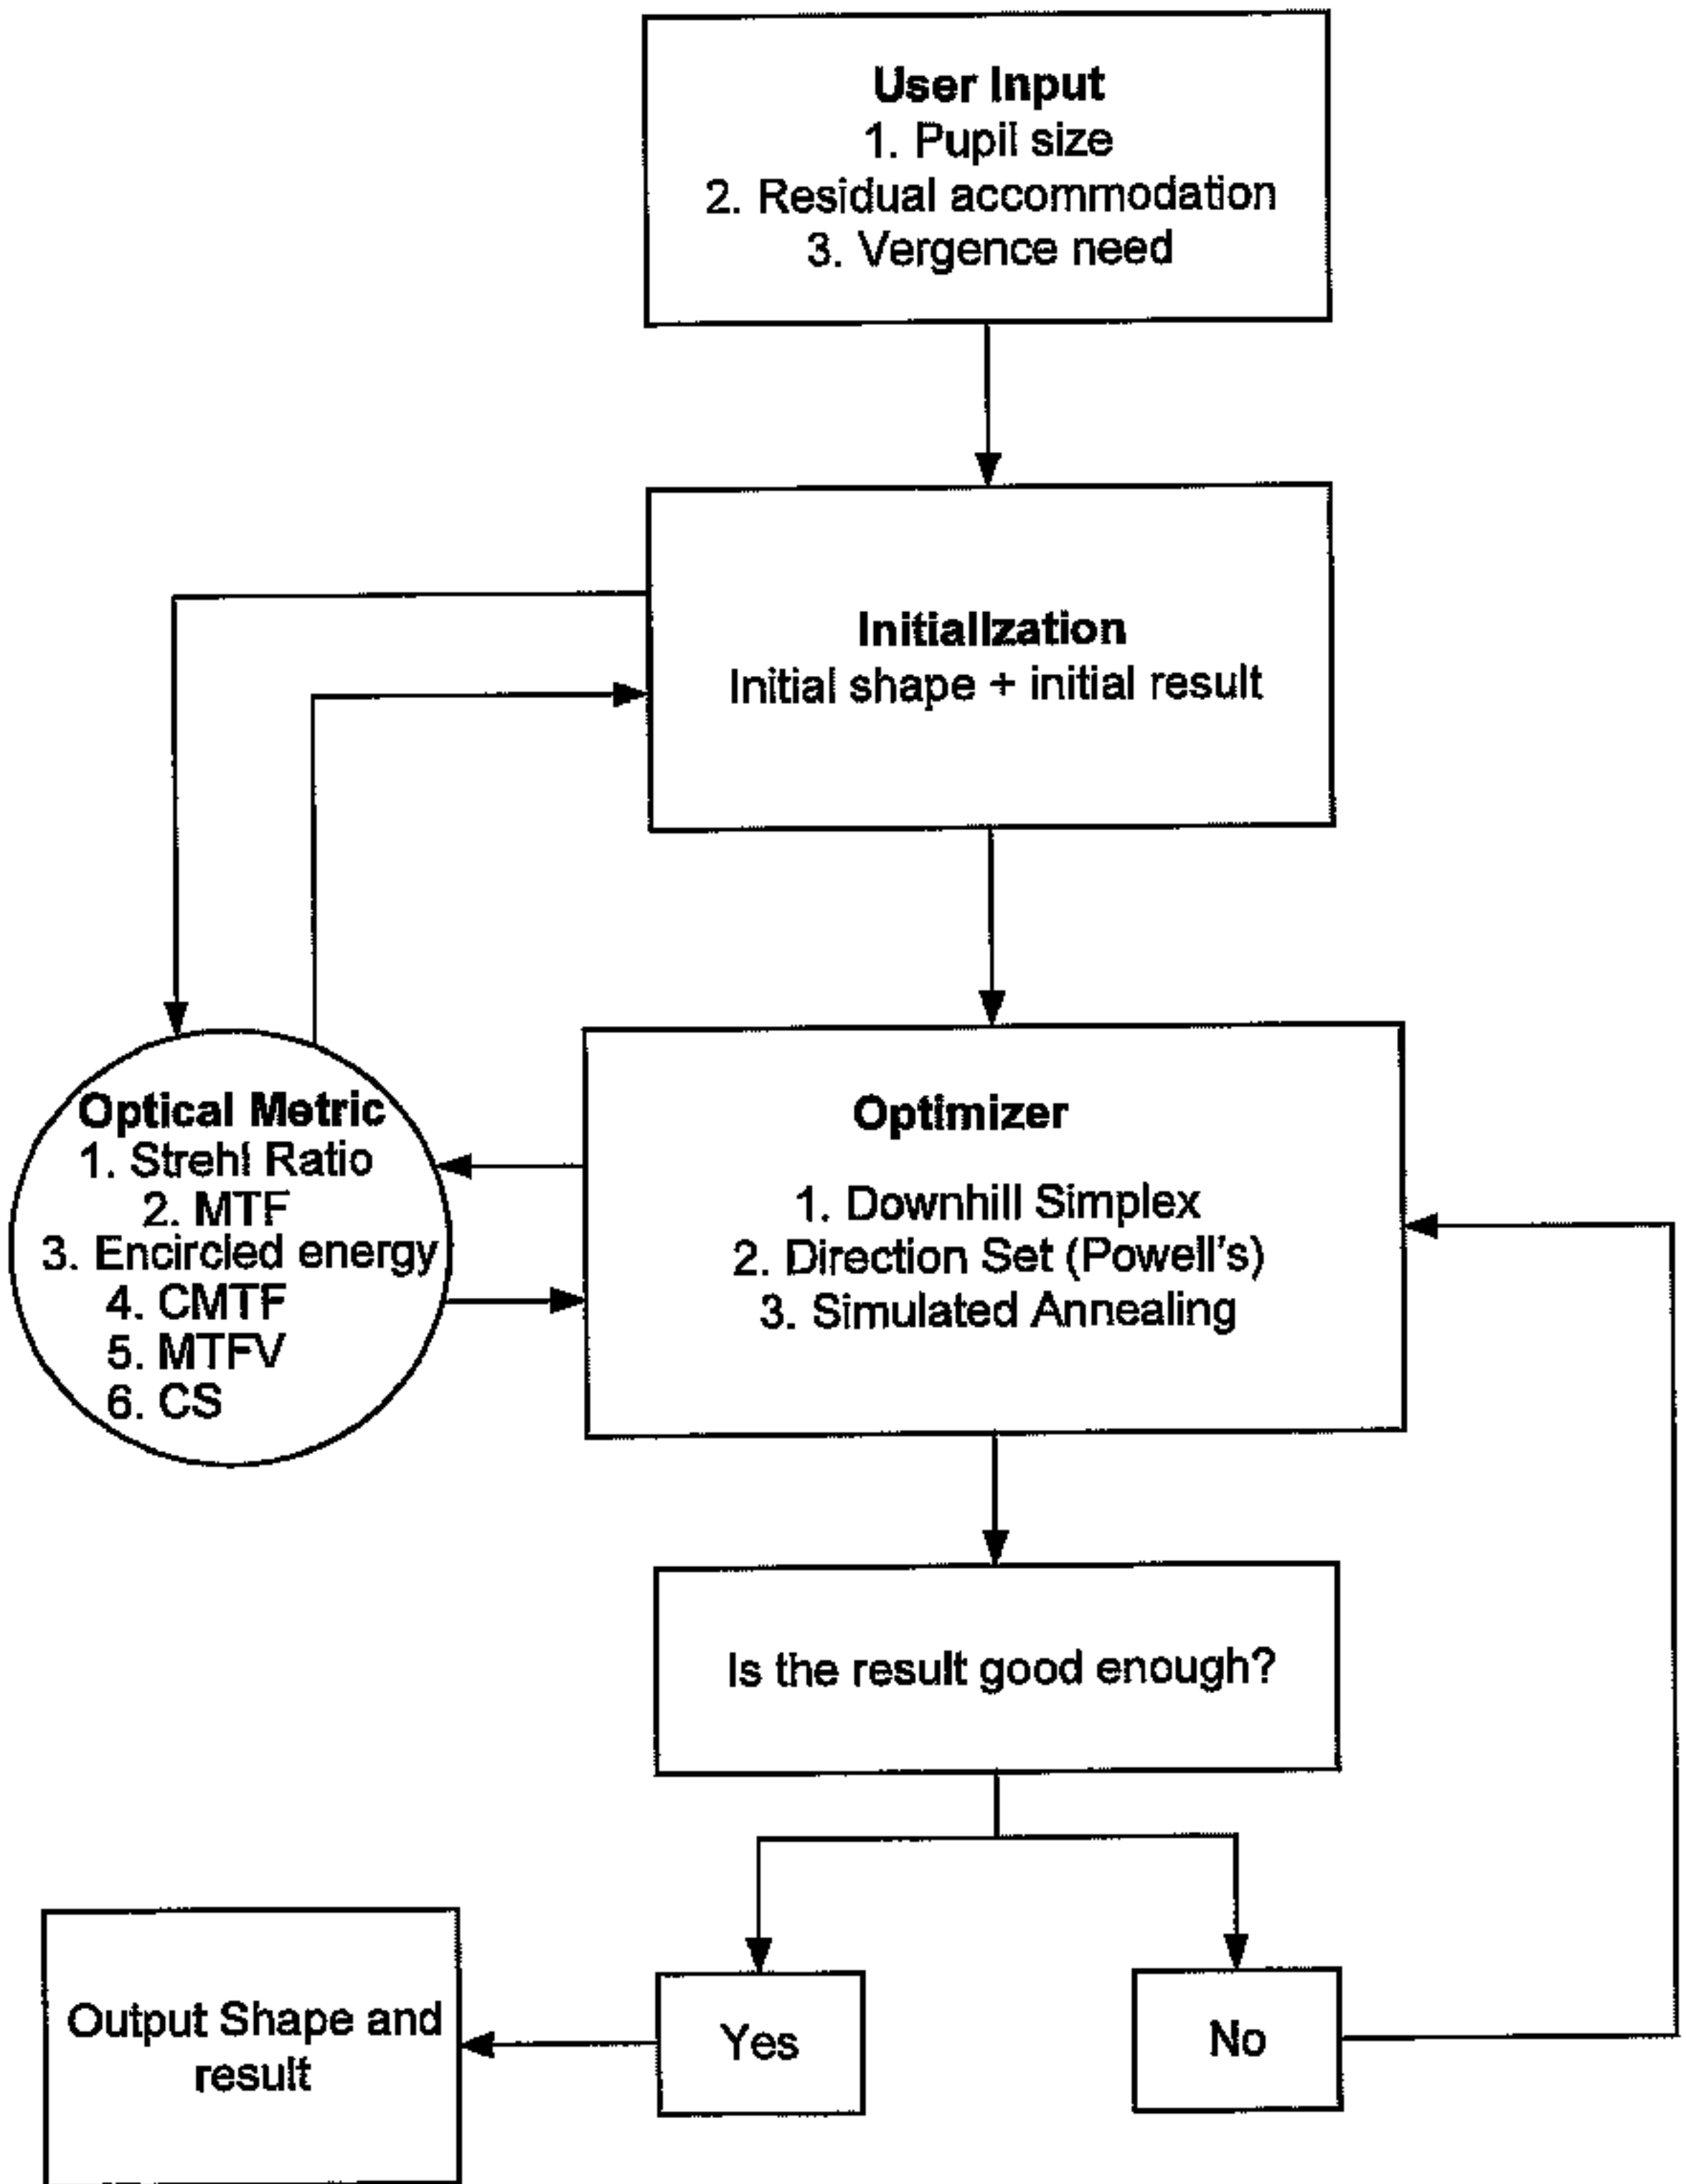 User Input
1. Pupil size
2. Residual accommodation
3. Vergence need
Initialization
Initial shape + initial result
Optical Metric
1. Strehl Ratio
2. MTF
3. Encircled energy
4. CMTF
5. MTFV
6. CS
Optimizer
1. Downhill Simplex
2. Direction Set (Powell's)
3. Simulated Annealing
Is the result good enough?
Output Shape and
result
Yes
No